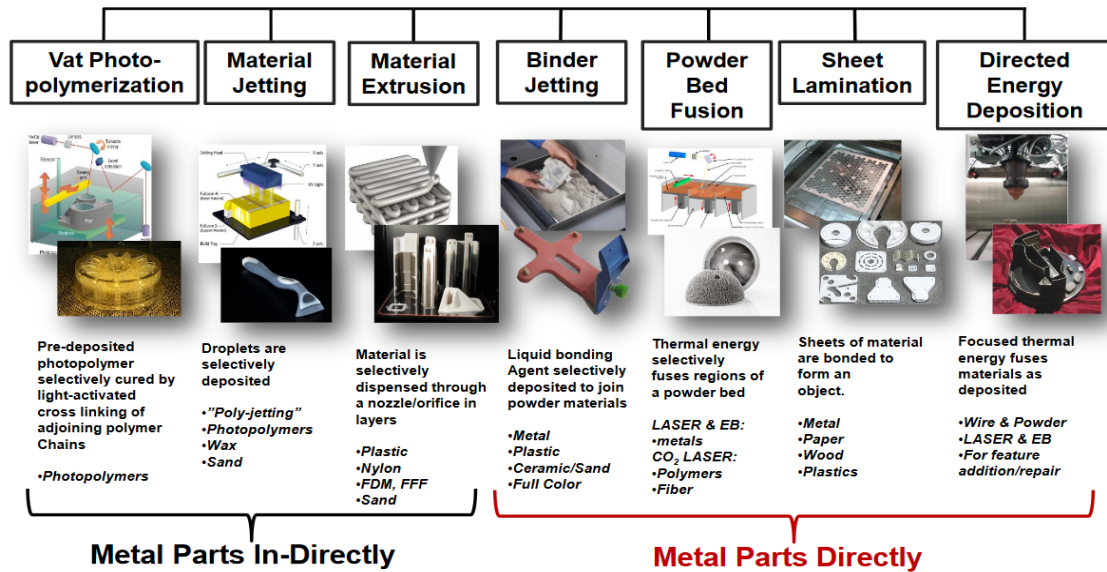 Vat Photo-
polymerization
Material
Jetting
Material
Extrusion
Binder
Jetting
Powder
Bed
Fusion
Sheet
Lamination
Directed
Energy
Deposition
Pre-deposited
photopolymer
selectively cured by
light-activated
cross linking of
adjoining polymer
Chains
•Photopolymers
Droplets are
selectively
deposited
•"Poly-jetting"
•Photopolymers
•Wax
•Sand
Material is
selectively
dispensed through
a nozzle/orifice in
layers
•Plastic
•Nylon
•FDM, FFF
•Sand
Liquid bonding
Agent selectively
deposited to join
powder materials
•Metal
•Plastic
•Ceramic/Sand
•Full Color
Thermal energy
selectively
fuses regions of
a powder bed
LASER & EB:
•metals
CO₂ LASER:
•Polymers
•Fiber
Sheets of material
are bonded to
form an
object.
•Metal
•Paper
•Wood
•Plastics
Focused thermal
energy fuses
materials as
deposited
•Wire & Powder
•LASER & EB
•For feature
addition/repair
Metal Parts In-Directly
Metal Parts Directly